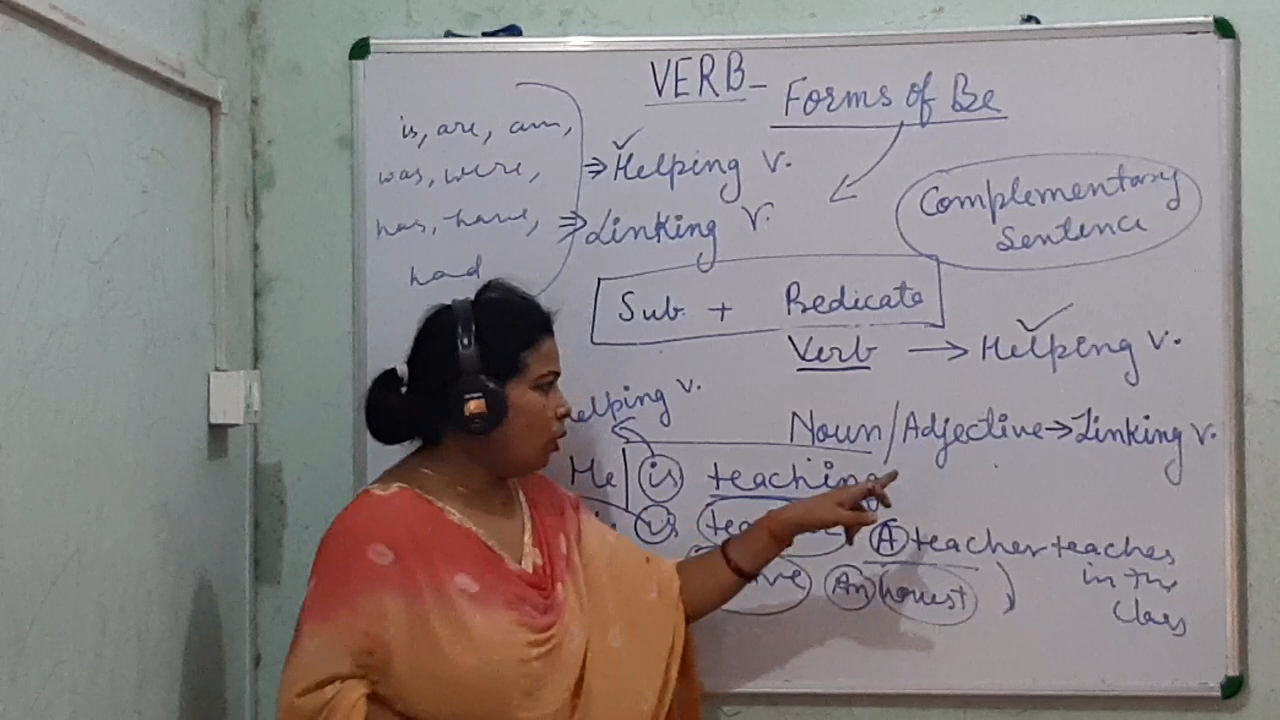 VERB- Forms of Be
is, are, am,
was, were,
has, have,
had
⇒ Helping V.
⇒ Linking V.
Complementary
Sentence
Sub. + Predicate
Verb → Helping V.
elping V.
Noun/Adjective → Linking V.
He is teaching
is
A teacher teaches
in the
Class
An honest